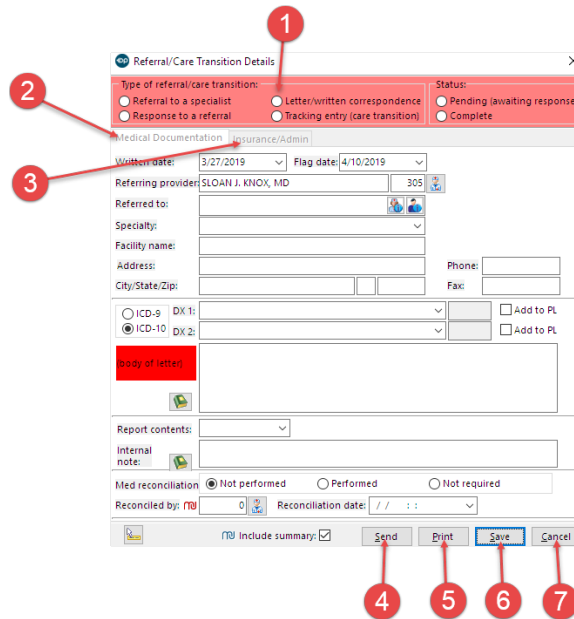 1
op Referral/Care Transition Details X
Type of referral/care transition: Status:
2
Referral to a specialist Letter/written correspondence Pending (awaiting response
Response to a referral Tracking entry (care transition) Complete
Medical Documentation Insurance/Admin
3
Written date: 3/27/2019 Flag date: 4/10/2019
Referring provider: SLOAN J. KNOX, MD 305
Referred to:
Specialty:
Facility name:
Address: Phone:
City/State/Zip: Fax:
ICD-9 DX 1: Add to PL
ICD-10 DX 2: Add to PL
(body of letter)
Report contents:
Internal
note:
Med reconciliation Not performed Performed Not required
Reconciled by: MU 0 Reconciliation date: / / : :
MU Include summary: Send Print Save Cancel
4 5 6 7